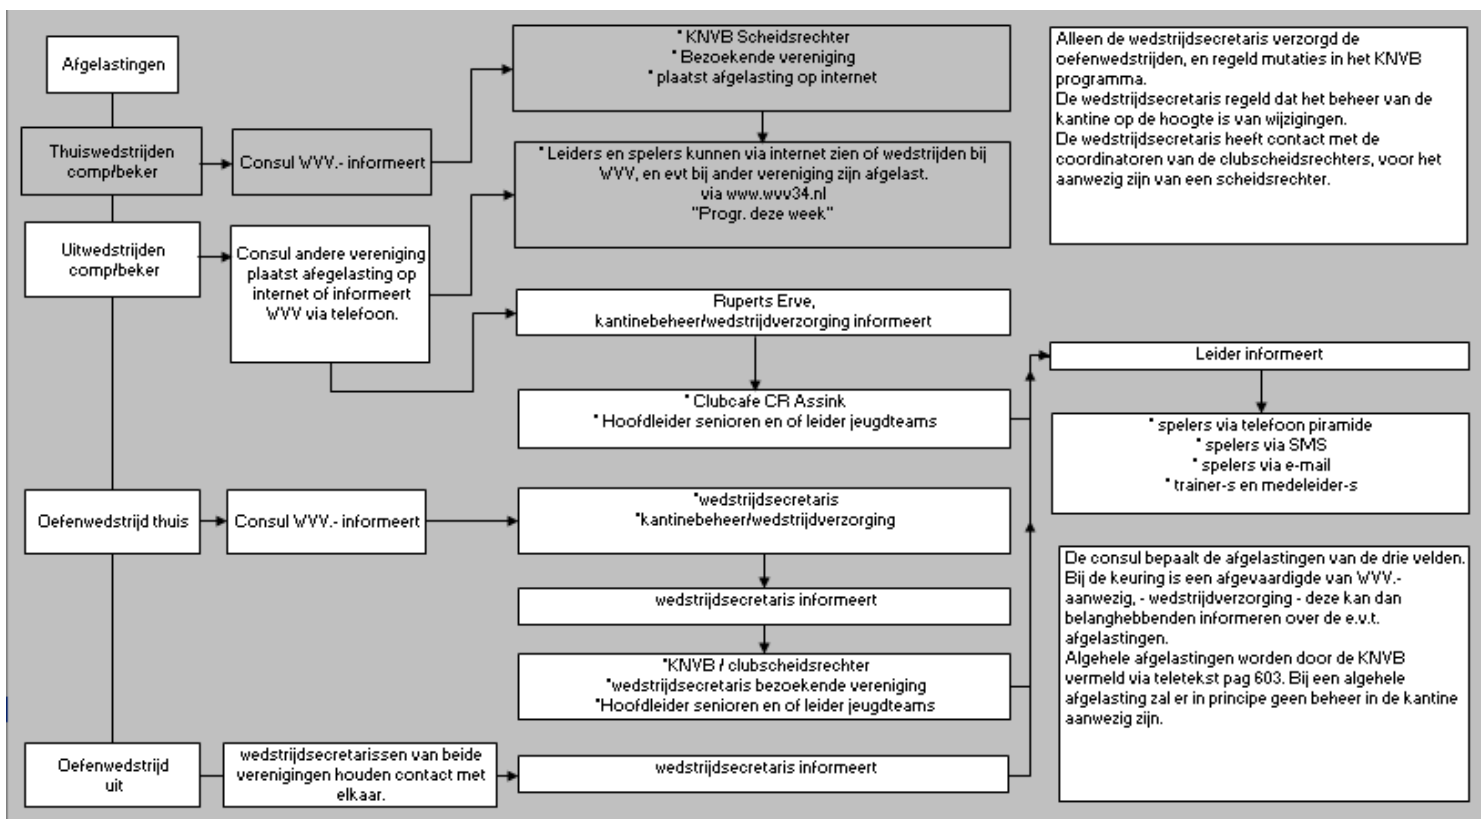 Afgelastingen
Thuiswedstrijden
comp/beker
Consul WVV.- informeert
* KNVB Scheidsrechter
* Bezoekende vereniging
* plaatst afgelasting op internet
* Leiders en spelers kunnen via internet zien of wedstrijden bij
WVV, en evt bij ander vereniging zijn afgelast.
via www.wvv34.nl
"Progr. deze week"
Uitwedstrijden
comp/beker
Consul andere vereniging
plaatst afegelasting op
internet of informeert
WVV via telefoon.
Ruperts Erve,
kantinebeheer/wedstrijdverzorging informeert
* Clubcafe CR Assink
* Hoofdleider senioren en of leider jeugdteams
Oefenwedstrijd thuis
Consul WVV.- informeert
*wedstrijdsecretaris
*kantinebeheer/wedstrijdverzorging
wedstrijdsecretaris informeert
*KNVB / clubscheidsrechter
*wedstrijdsecretaris bezoekende vereniging
*Hoofdleider senioren en of leider jeugdteams
Oefenwedstrijd
uit
wedstrijdsecretarissen van beide
verenigingen houden contact met
elkaar.
wedstrijdsecretaris informeert
Alleen de wedstrijdsecretaris verzorgd de
oefenwedstrijden, en regeld mutaties in het KNVB
programma.
De wedstrijdsecretaris regeld dat het beheer van de
kantine op de hoogte is van wijzigingen.
De wedstrijdsecretaris heeft contact met de
coordinatoren van de clubscheidsrechters, voor het
aanwezig zijn van een scheidsrechter.
Leider informeert
* spelers via telefoon piramide
* spelers via SMS
* spelers via e-mail
* trainer-s en medeleider-s
De consul bepaalt de afgelastingen van de drie velden.
Bij de keuring is een afgevaardigde van WVV.-
aanwezig, - wedstrijdverzorging - deze kan dan
belanghebbenden informeren over de e.v.t.
afgelastingen.
Algehele afgelastingen worden door de KNVB
vermeld via teletekst pag 603. Bij een algehele
afgelasting zal er in principe geen beheer in de kantine
aanwezig zijn.